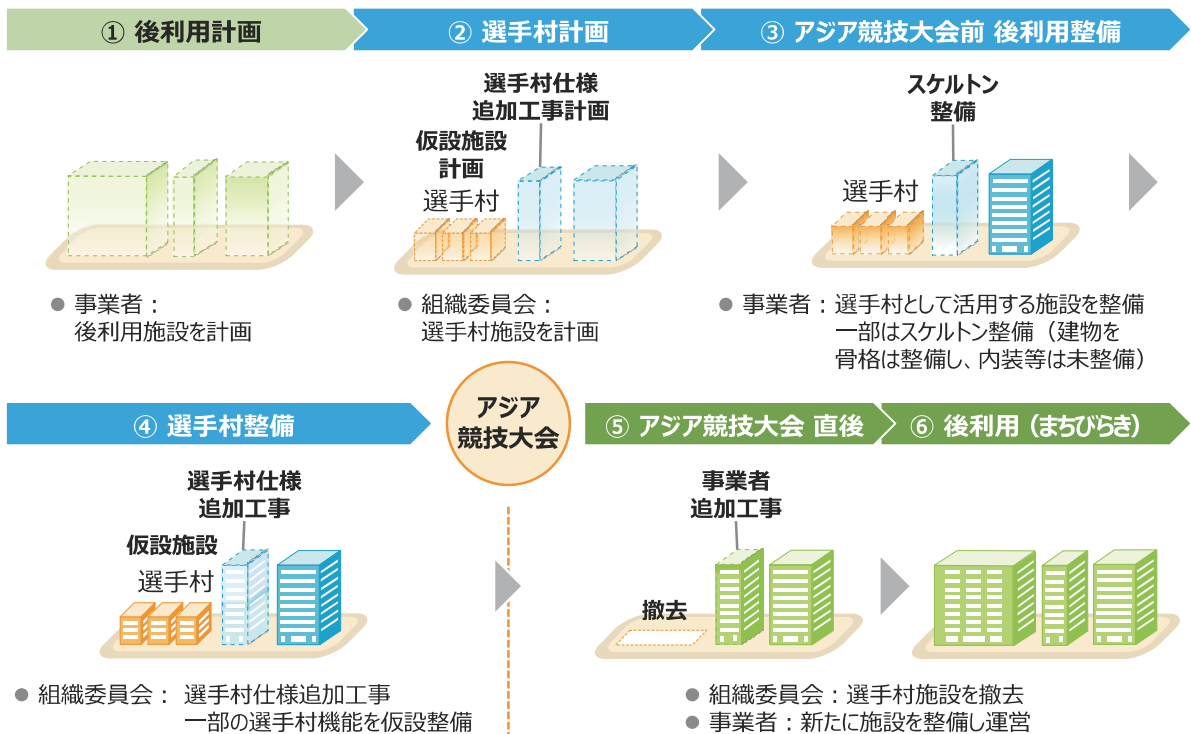 ① 後利用計画
② 選手村計画
③ アジア競技大会前 後利用整備
選手村仕様
追加工事計画
仮設施設
計画
選手村
スケルトン
整備
選手村
● 事業者：
後利用施設を計画
● 組織委員会：
選手村施設を計画
● 事業者：選手村として活用する施設を整備
一部はスケルトン整備（建物を
骨格は整備し、内装等は未整備）
④ 選手村整備
アジア
競技大会
⑤ アジア競技大会 直後
⑥ 後利用（まちびらき）
選手村仕様
追加工事
仮設施設
選手村
事業者
追加工事
撤去
● 組織委員会： 選手村仕様追加工事
一部の選手村機能を仮設整備
● 組織委員会：選手村施設を撤去
● 事業者：新たに施設を整備し運営